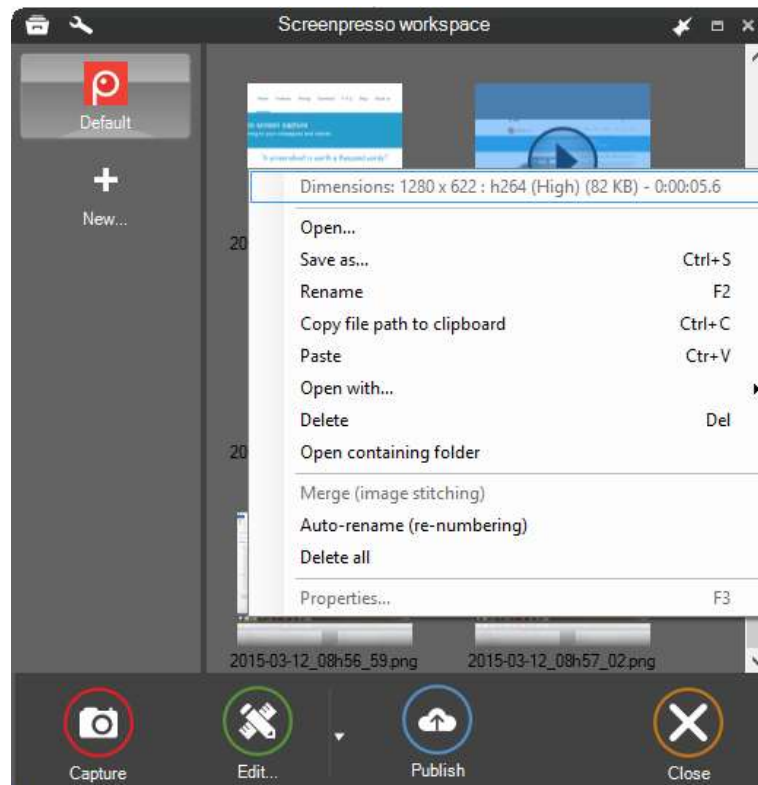 Screenpresso workspace
Default
New...
Dimensions: 1280 x 622 : h264 (High) (82 KB) - 0:00:05.6
Open...
Save as... Ctrl+S
Rename F2
Copy file path to clipboard Ctrl+C
Paste Ctr+V
Open with...
Delete Del
Open containing folder
Merge (image stitching)
Auto-rename (re-numbering)
Delete all
Properties... F3
20
20
2015-03-12_08h56_59.png 2015-03-12_08h57_02.png
Capture Edit... Publish Close